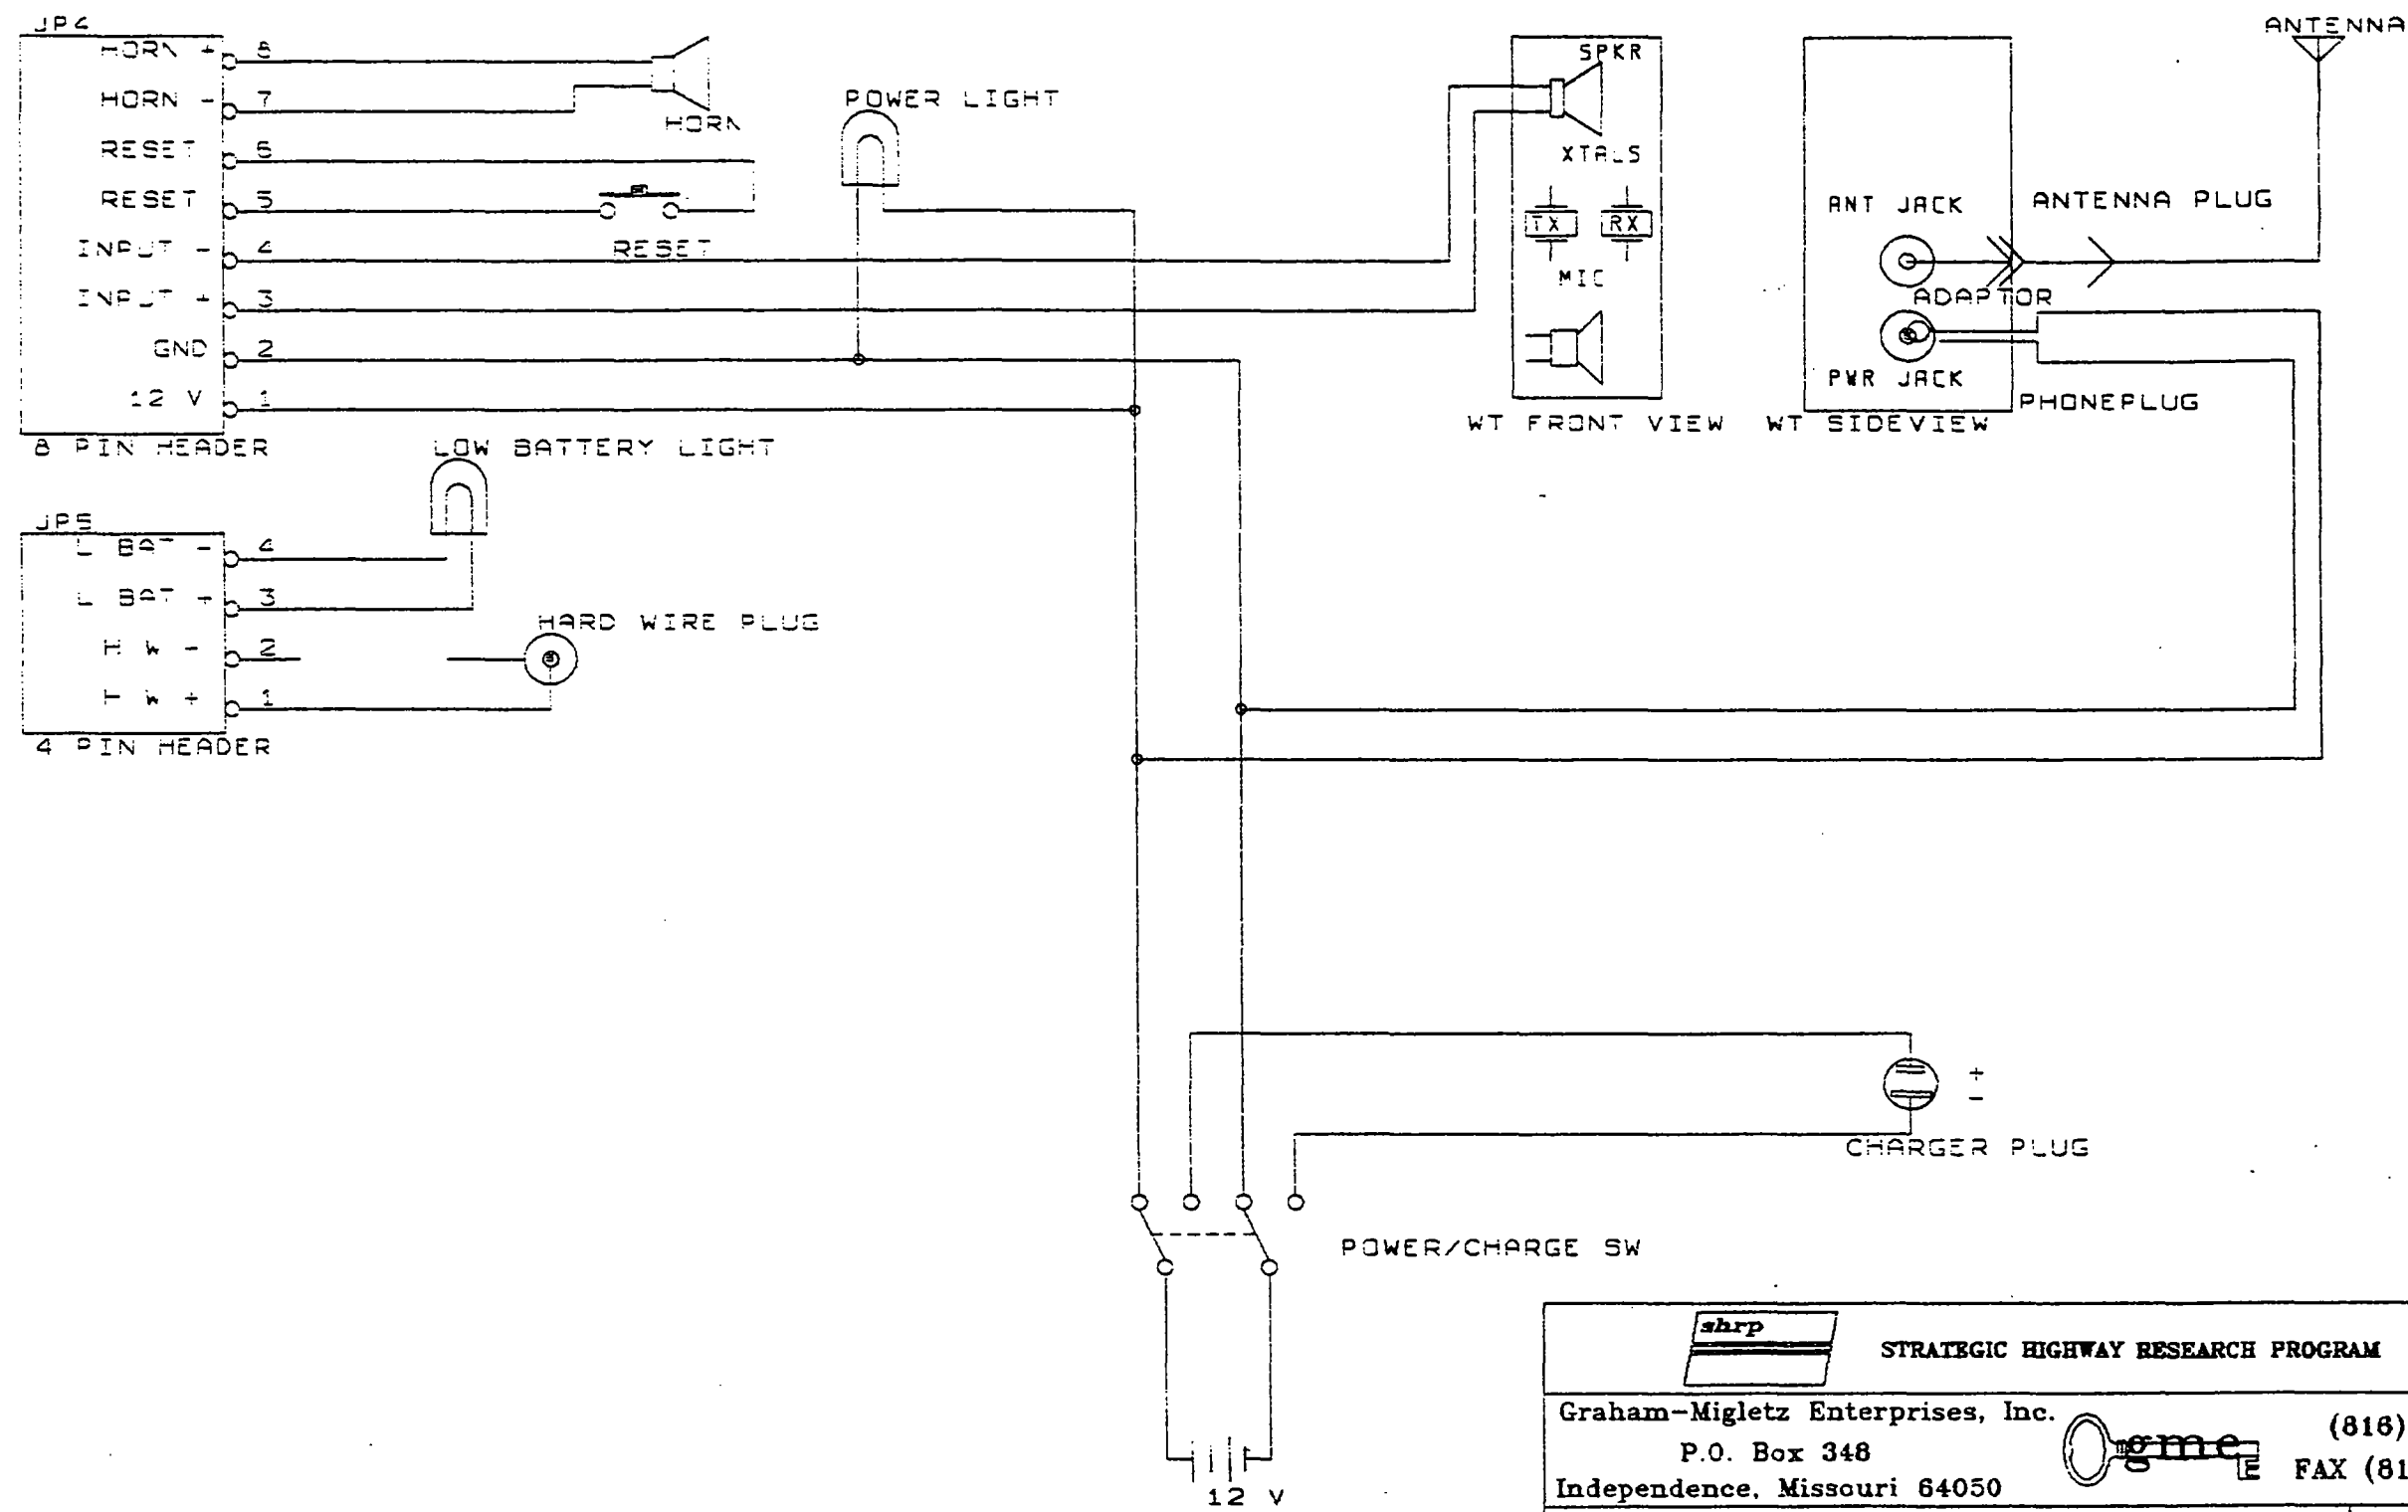 JP4
HORN + 8
HORN - 7
RESET 6
RESET 5
INPUT - 4
INPUT + 3
GND 2
12 V 1
8 PIN HEADER
HORN
RESET
POWER LIGHT
LOW BATTERY LIGHT
JP5
L BAT - 4
L BAT + 3
H W - 2
H W + 1
4 PIN HEADER
HARD WIRE PLUG
SPKR
XTALS
TX RX
MIC
WT FRONT VIEW
ANTENNA
ANT JACK
ANTENNA PLUG
ADAPTOR
PWR JACK
PHONEPLUG
WT SIDEVIEW
+
-
CHARGER PLUG
POWER/CHARGE SW
12 V
shrp
STRATEGIC HIGHWAY RESEARCH PROGRAM
Graham-Migletz Enterprises, Inc.
P.O. Box 348
Independence, Missouri 64050
gme
(816)
FAX (81